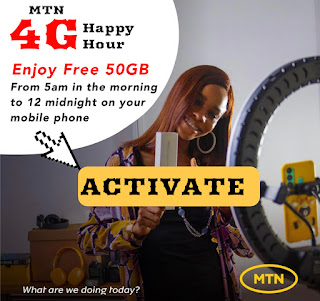 MTN
4G Happy
Hour
Enjoy Free 50GB
From 5am in the morning
to 12 midnight on your
mobile phone
ACTIVATE
MTN
What are we doing today?